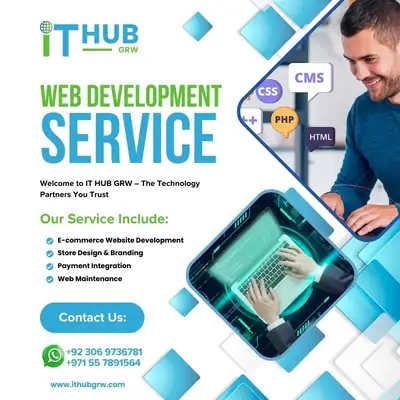 iT HUB
GRW
WEB DEVELOPMENT
SERVICE
Welcome to IT HUB GRW – The Technology
Partners You Trust
Our Service Include:
E-commerce Website Development
Store Design & Branding
Payment Integration
Web Maintenance
Contact Us:
+92 306 9736781
+971 55 7891564
www.ithubgrw.com
CMS
CSS
++
PHP
HTML